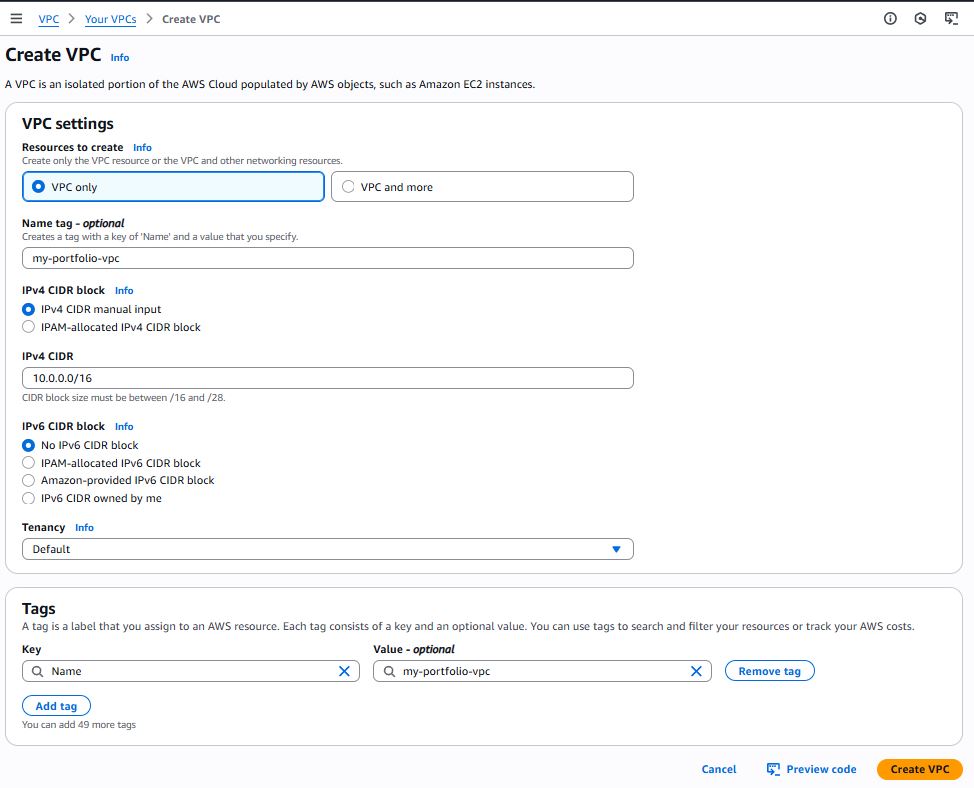 VPC > Your VPCs > Create VPC
Create VPC Info
A VPC is an isolated portion of the AWS Cloud populated by AWS objects, such as Amazon EC2 instances.
VPC settings
Resources to create Info
Create only the VPC resource or the VPC and other networking resources.
VPC only VPC and more
Name tag - optional
Creates a tag with a key of 'Name' and a value that you specify.
my-portfolio-vpc
IPv4 CIDR block Info
IPv4 CIDR manual input
IPAM-allocated IPv4 CIDR block
IPv4 CIDR
10.0.0.0/16
CIDR block size must be between /16 and /28.
IPv6 CIDR block Info
No IPv6 CIDR block
IPAM-allocated IPv6 CIDR block
Amazon-provided IPv6 CIDR block
IPv6 CIDR owned by me
Tenancy Info
Default
Tags
A tag is a label that you assign to an AWS resource. Each tag consists of a key and an optional value. You can use tags to search and filter your resources or track your AWS costs.
Key Value - optional
Name my-portfolio-vpc Remove tag
Add tag
You can add 49 more tags
Cancel Preview code Create VPC